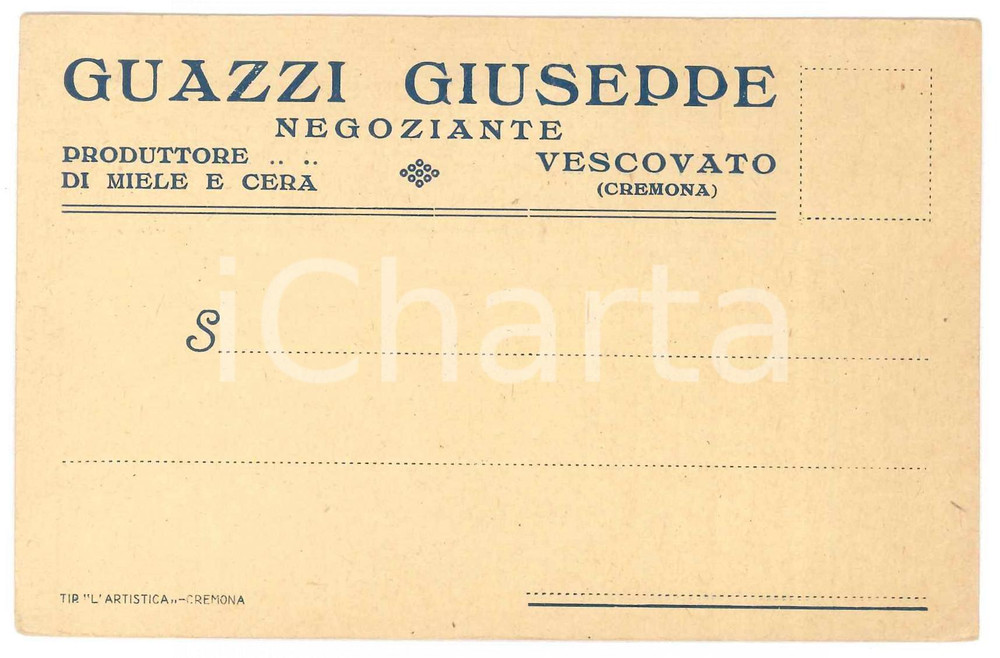 GUAZZI GIUSEPPE
NEGOZIANTE
PRODUTTORE .. ..
DI MIELE E CERA
VESCOVATO
(CREMONA)
iCharta
S
TIP. "L'ARTISTICA„-CREMONA